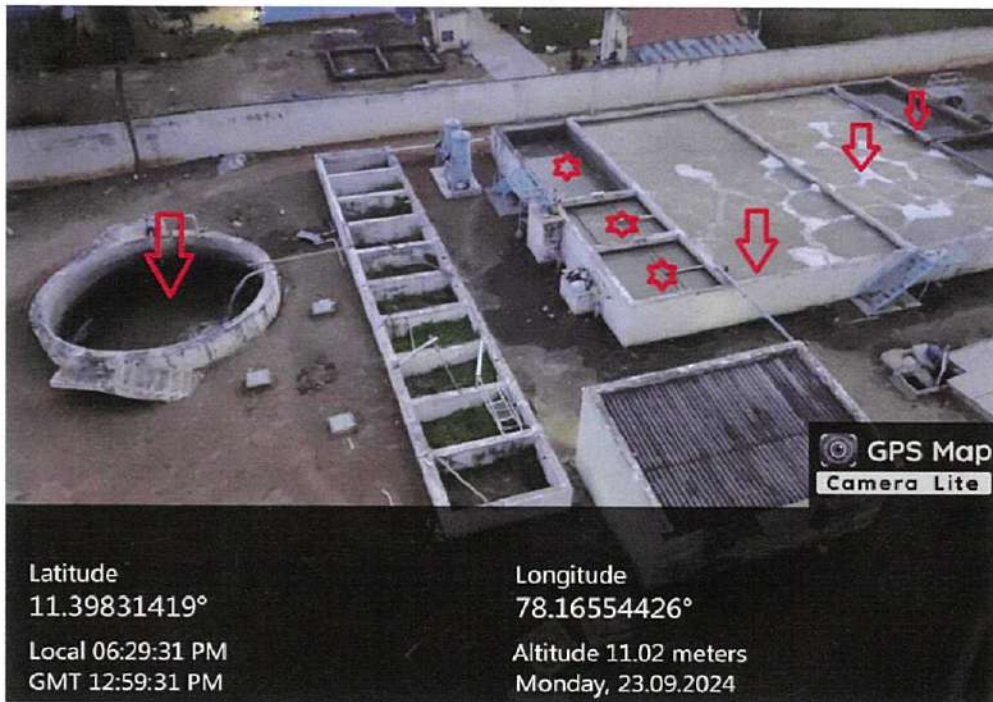 GPS Map
Camera Lite
Latitude
11.39831419°
Local 06:29:31 PM
GMT 12:59:31 PM
Longitude
78.16554426°
Altitude 11.02 meters
Monday, 23.09.2024